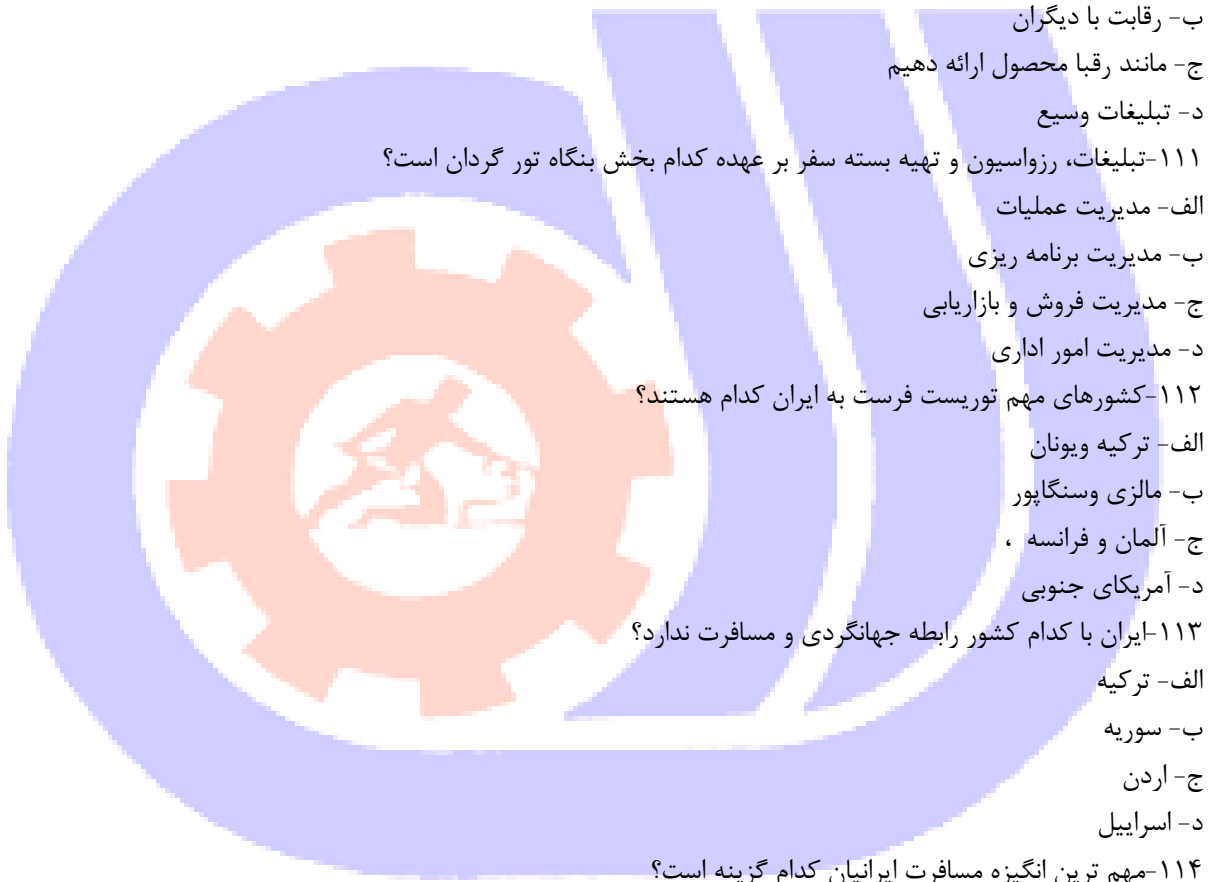 ب- رقابت با دیگران
ج- مانند رقبا محصول ارائه دهیم
د- تبلیغات وسیع
۱۱۱-تبلیغات، رزواسیون و تهیه بسته سفر بر عهده کدام بخش بنگاه تور گردان است؟
الف- مدیریت عملیات
ب- مدیریت برنامه ریزی
ج- مدیریت فروش و بازاریابی
د- مدیریت امور اداری
۱۱۲-کشورهای مهم توریست فرست به ایران کدام هستند؟
الف- ترکیه ویونان
ب- مالزی وسنگاپور
ج- آلمان و فرانسه ،
د- آمریکای جنوبی
۱۱۳-ایران با کدام کشور رابطه جهانگردی و مسافرت ندارد؟
الف- ترکیه
ب- سوریه
ج- اردن
د- اسراییل
۱۱۴-مهم ترین انگیزه مسافرت ایرانیان کدام گزینه است؟